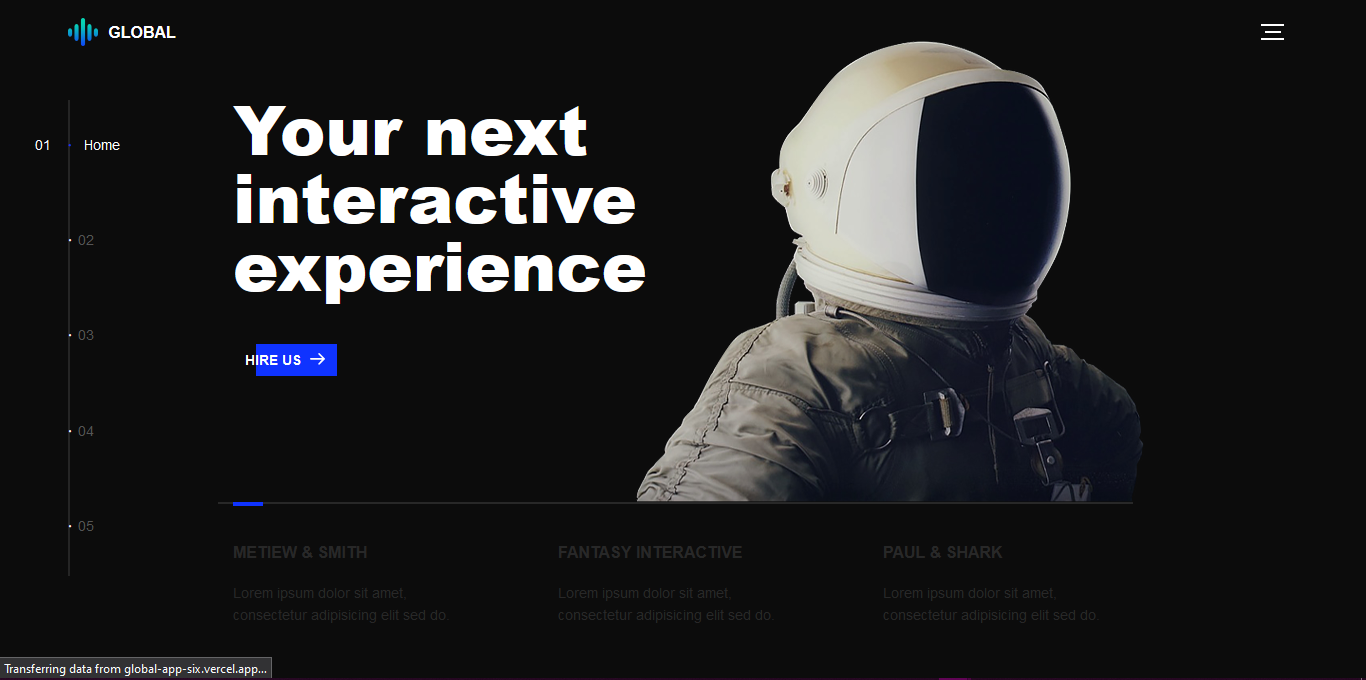 GLOBAL
01 Home
Your next
interactive
experience
02
03
HIRE US
04
05
METIEW & SMITH
Lorem ipsum dolor sit amet,
consectetur adipisicing elit sed do.
FANTASY INTERACTIVE
Lorem ipsum dolor sit amet,
consectetur adipisicing elit sed do.
PAUL & SHARK
Lorem ipsum dolor sit amet,
consectetur adipisicing elit sed do.
Transferring data from global-app-six.vercel.app...